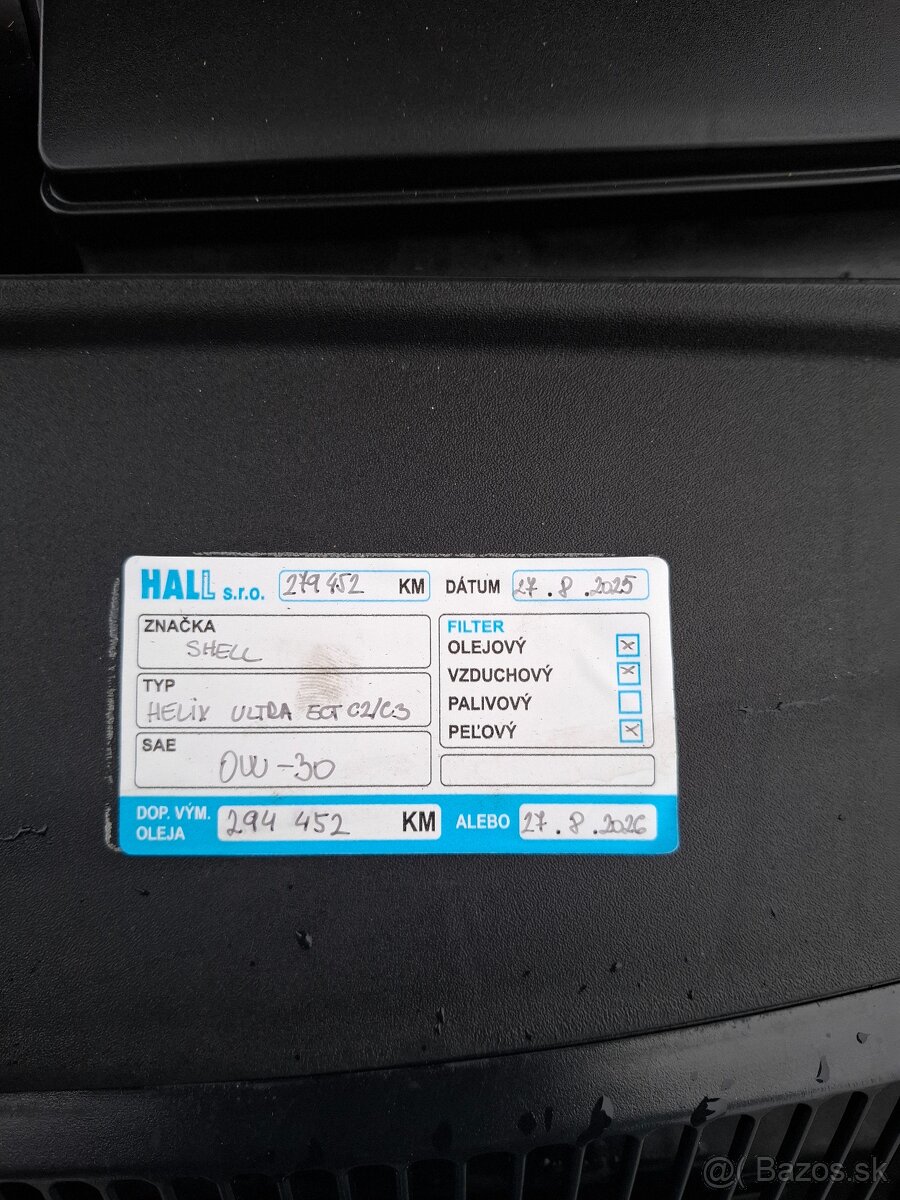 HALL s.r.o. 279 452 KM DÁTUM 27.8.2025
ZNAČKA
SHELL
TYP
HELIX ULTRA ECT C2/C3
SAE
0W-30
FILTER
OLEJOVÝ x
VZDUCHOVÝ x
PALIVOVÝ
PEĽOVÝ x
DOP. VÝM. OLEJA 294 452 KM ALEBO 27.8.2026
@( Bazos.sk